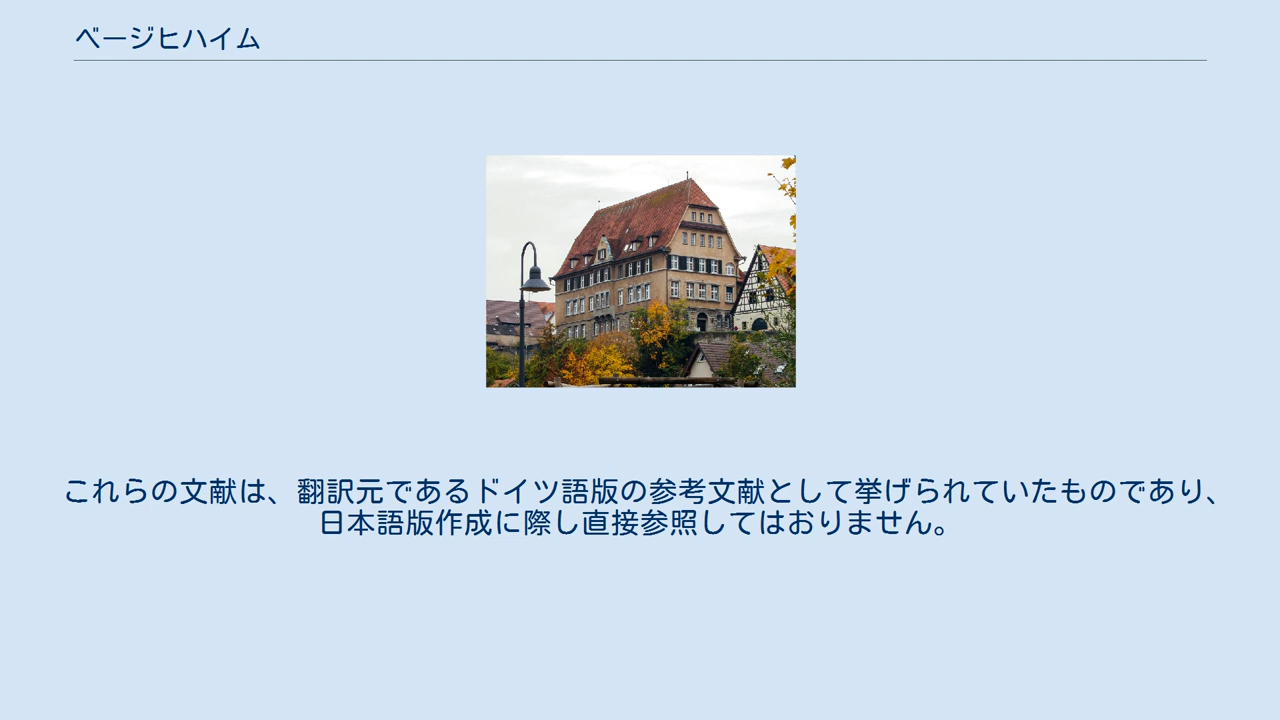 ベージヒハイム
これらの文献は、翻訳元であるドイツ語版の参考文献として挙げられていたものであり、
日本語版作成に際し直接参照してはおりません。